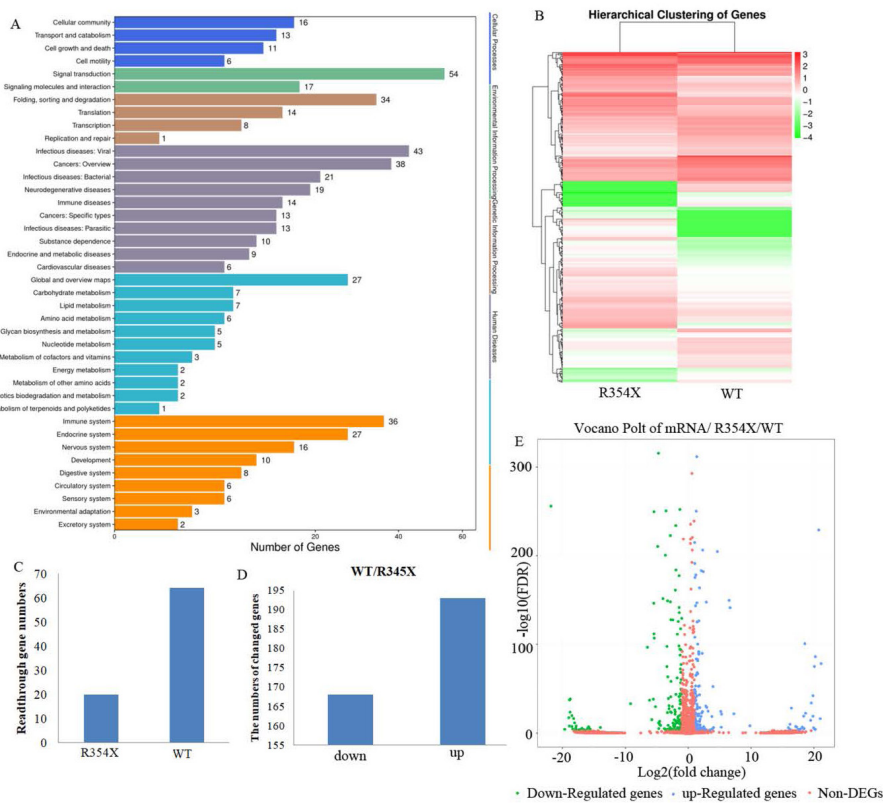 A
Cellular community 16
Transport and catabolism 13
Cell growth and death 11
Cell motility 6
Signal transduction 54
Signaling molecules and interaction 17
Folding, sorting and degradation 34
Translation 14
Transcription 8
Replication and repair 1
Infectious diseases: Viral 43
Cancers: Overview 38
Infectious diseases: Bacterial 21
Neurodegenerative diseases 19
Immune diseases 14
Cancers: Specific types 13
Infectious diseases: Parasitic 13
Substance dependence 10
Endocrine and metabolic diseases 9
Cardiovascular diseases 6
Global and overview maps 27
Carbohydrate metabolism 7
Lipid metabolism 7
Amino acid metabolism 6
Glycan biosynthesis and metabolism 5
Nucleotide metabolism 5
Metabolism of cofactors and vitamins 3
Energy metabolism 2
Metabolism of other amino acids 2
otics biodegradation and metabolism 2
bolism of terpenoids and polyketides 1
Immune system 36
Endocrine system 27
Nervous system 16
Development 10
Digestive system 8
Circulatory system 6
Sensory system 6
Environmental adaptation 3
Excretory system 2
0 20 40 60
Number of Genes
Cellular Processes
Environmental Information Processing
Genetic Information Processing
Human Diseases
B
Hierarchical Clustering of Genes
3
2
1
0
−1
−2
−3
−4
R354X WT
C
Readthrough gene numbers
70
60
50
40
30
20
10
0
R354X WT
D
WT/R345X
The numbers of changed genes
195
190
185
180
175
170
165
160
155
down up
E
Vocano Polt of mRNA/ R354X/WT
-log10(FDR)
300
200
100
0
-20 -10 0 10 20
Log2(fold change)
Down-Regulated genes up-Regulated genes Non-DEGs